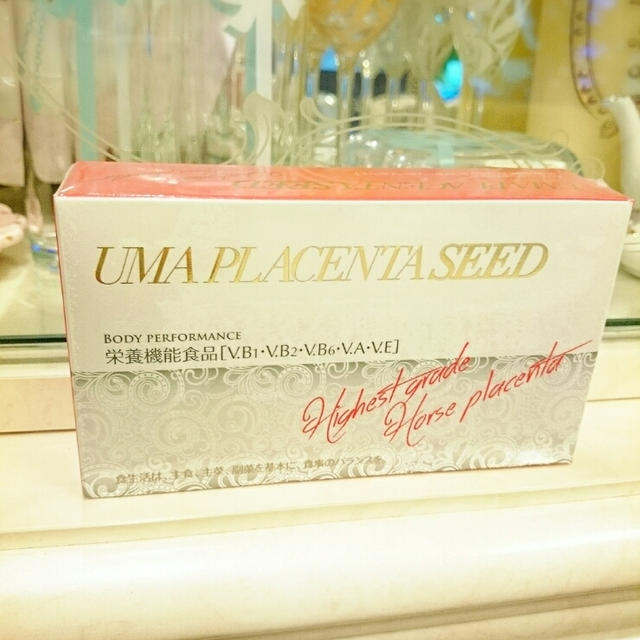 UMA PLACENTA SEED
BODY PERFORMANCE
栄養機能食品[V.B1・V.B2・V.B6・V.A・V.E]
Highest grade
Horse placenta
食生活は、主食、主菜、副菜を基本に、食事のバランスを。